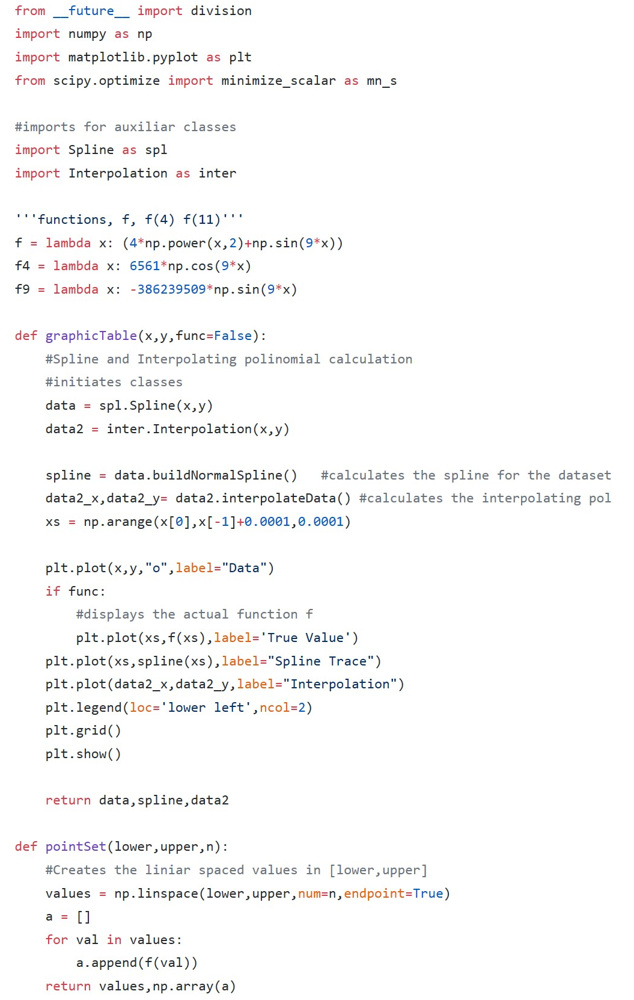 from __future__ import division
import numpy as np
import matplotlib.pyplot as plt
from scipy.optimize import minimize_scalar as mn_s

#imports for auxiliar classes
import Spline as spl
import Interpolation as inter

'''functions, f, f(4) f(11)'''
f = lambda x: (4*np.power(x,2)+np.sin(9*x))
f4 = lambda x: 6561*np.cos(9*x)
f9 = lambda x: -386239509*np.sin(9*x)

def graphicTable(x,y,func=False):
    #Spline and Interpolating polinomial calculation
    #initiates classes
    data = spl.Spline(x,y)
    data2 = inter.Interpolation(x,y)

    spline = data.buildNormalSpline()   #calculates the spline for the dataset
    data2_x,data2_y= data2.interpolateData() #calculates the interpolating pol
    xs = np.arange(x[0],x[-1]+0.0001,0.0001)

    plt.plot(x,y,"o",label="Data")
    if func:
        #displays the actual function f
        plt.plot(xs,f(xs),label='True Value')
    plt.plot(xs,spline(xs),label="Spline Trace")
    plt.plot(data2_x,data2_y,label="Interpolation")
    plt.legend(loc='lower left',ncol=2)
    plt.grid()
    plt.show()

    return data,spline,data2

def pointSet(lower,upper,n):
    #Creates the liniar spaced values in [lower,upper]
    values = np.linspace(lower,upper,num=n,endpoint=True)
    a = []
    for val in values:
        a.append(f(val))
    return values,np.array(a)